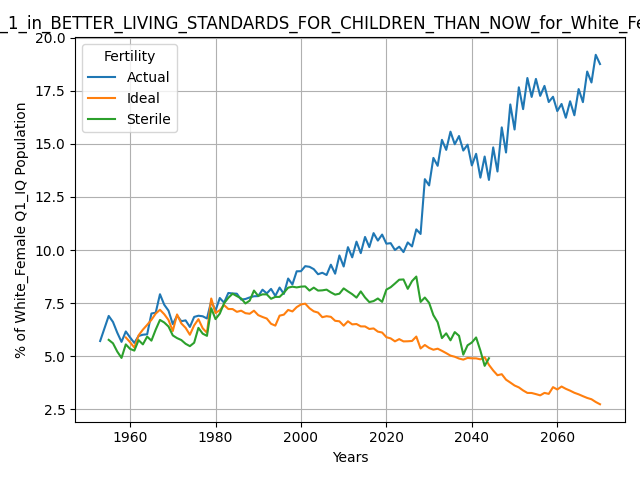 _1_in_BETTER_LIVING_STANDARDS_FOR_CHILDREN_THAN_NOW_for_White_Fe
Fertility
Actual
Ideal
Sterile
20.0
17.5
15.0
12.5
10.0
7.5
5.0
2.5
% of White_Female Q1_IQ Population
1960
1980
2000
2020
2040
2060
Years